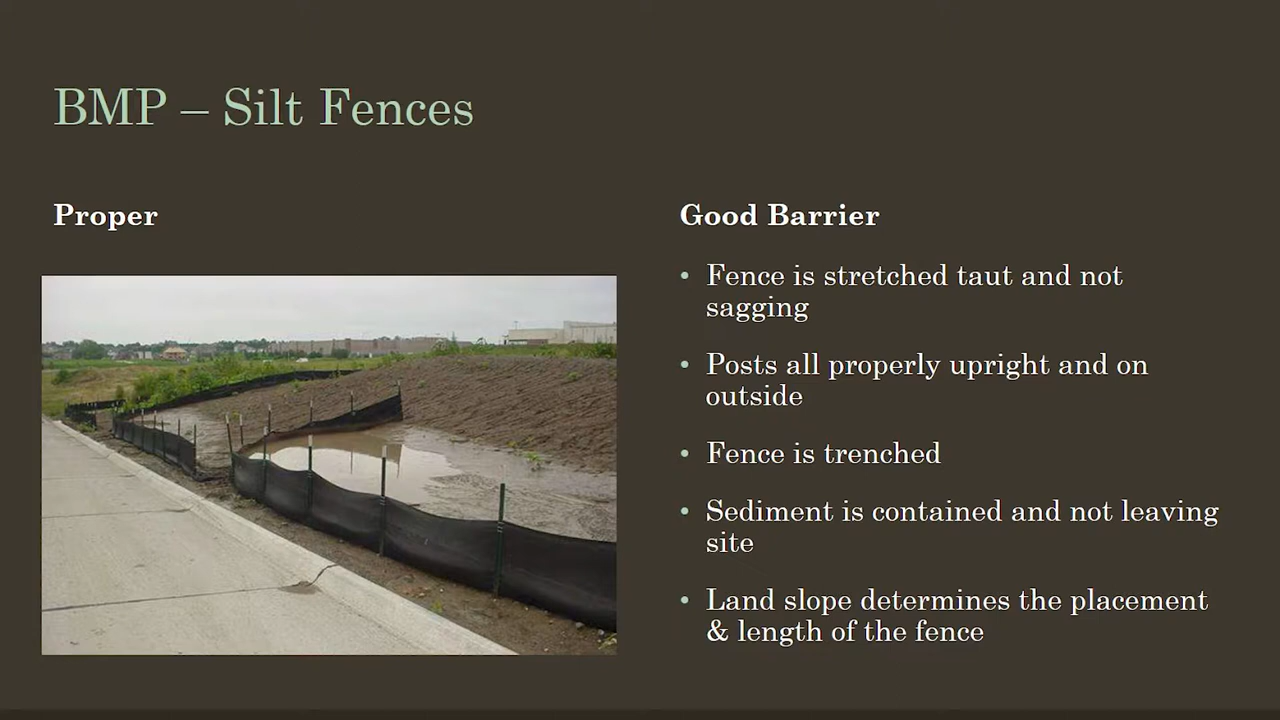 BMP – Silt Fences
Proper
Good Barrier
• Fence is stretched taut and not
sagging
• Posts all properly upright and on
outside
• Fence is trenched
• Sediment is contained and not leaving
site
• Land slope determines the placement
& length of the fence